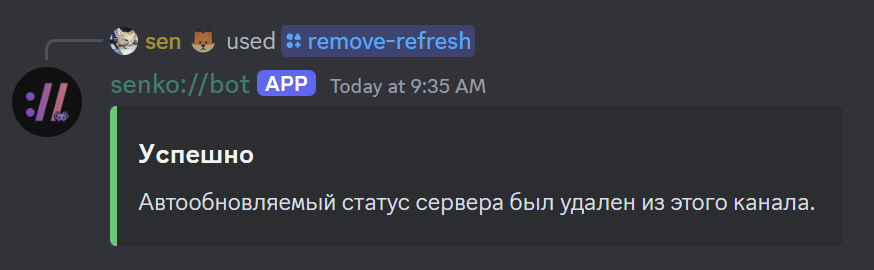 sen used remove-refresh
senko://bot APP Today at 9:35 AM
Успешно
Автообновляемый статус сервера был удален из этого канала.